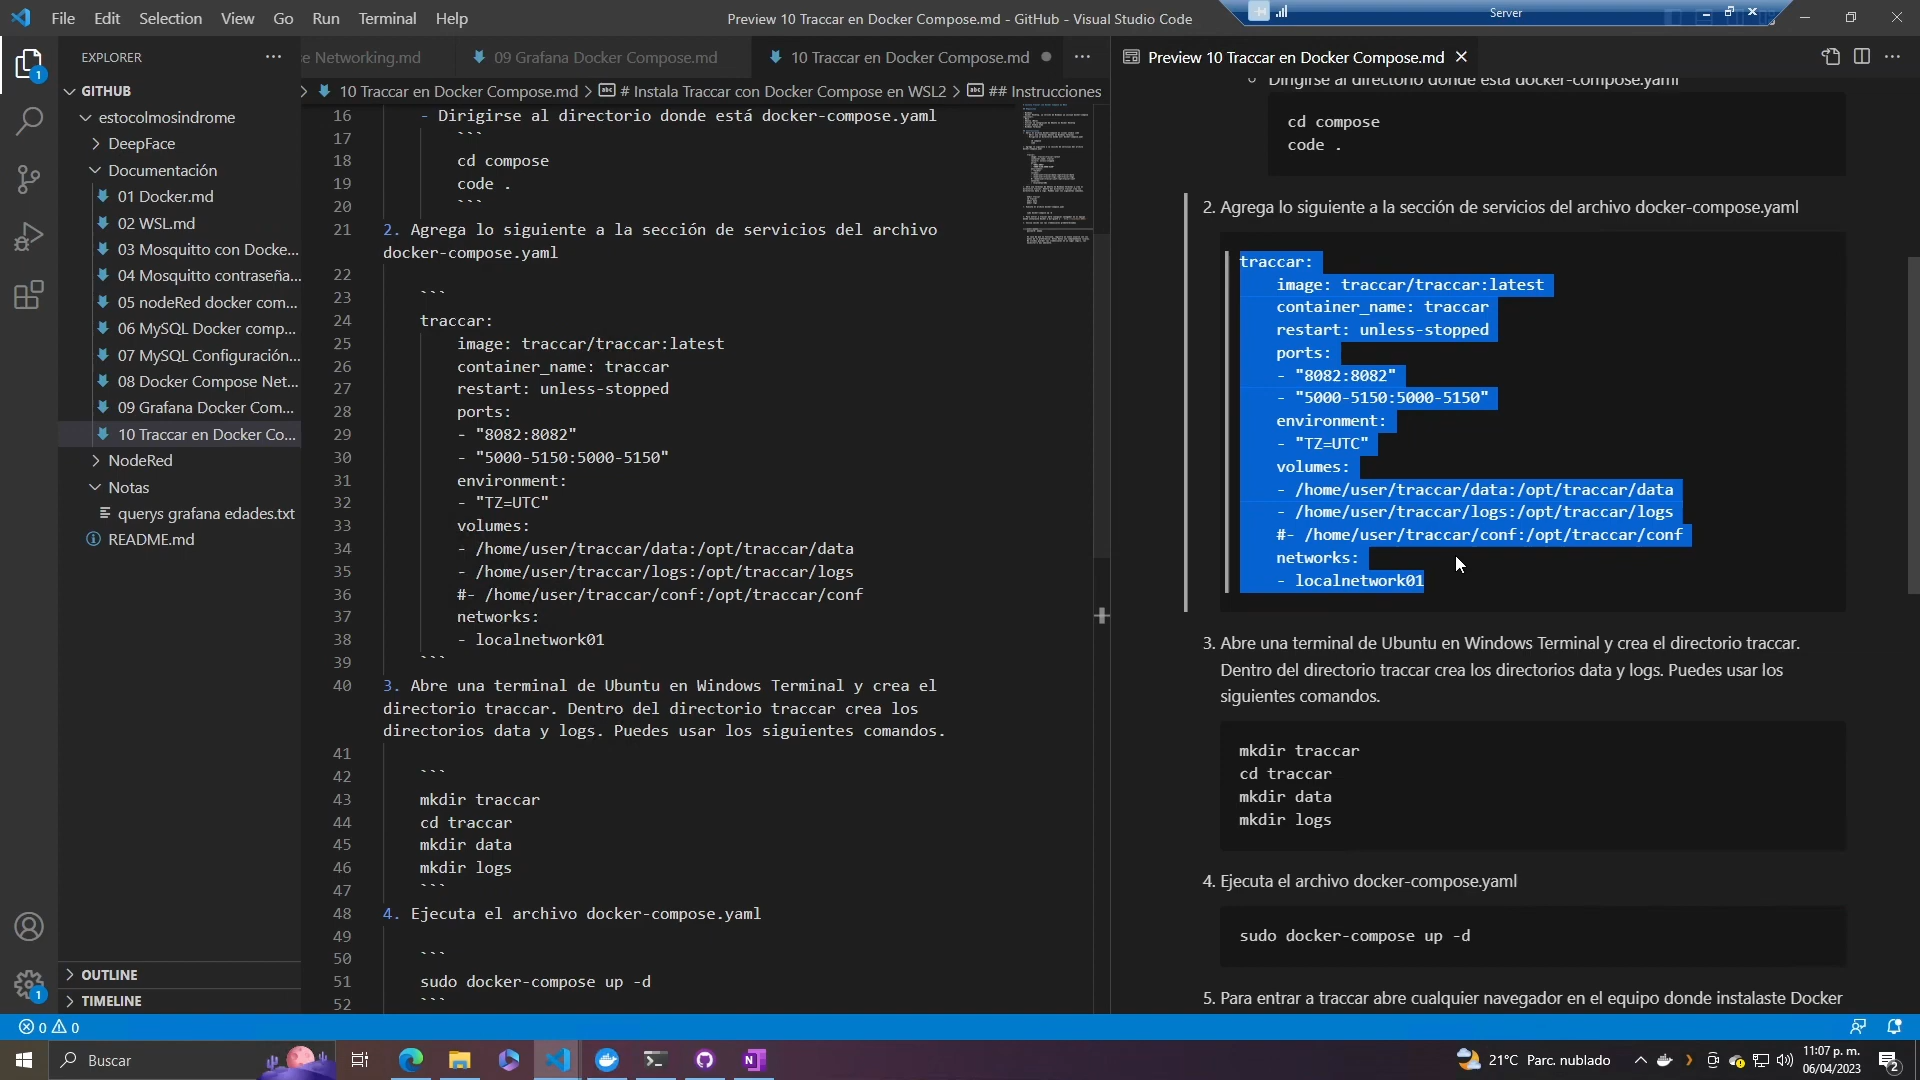 File Edit Selection View Go Run Terminal Help
Preview 10 Traccar en Docker Compose.md - GitHub - Visual Studio Code
Server
EXPLORER
GITHUB
estocolmosindrome
DeepFace
Documentación
01 Docker.md
02 WSL.md
03 Mosquitto con Docke...
04 Mosquitto contraseña...
05 nodeRed docker com...
06 MySQL Docker comp...
07 MySQL Configuración...
08 Docker Compose Net...
09 Grafana Docker Com...
10 Traccar en Docker Co...
NodeRed
Notas
querys grafana edades.txt
README.md
OUTLINE
TIMELINE
1
1
e Networking.md
09 Grafana Docker Compose.md
10 Traccar en Docker Compose.md
10 Traccar en Docker Compose.md > # Instala Traccar con Docker Compose en WSL2 > ## Instrucciones
16 - Dirigirse al directorio donde está docker-compose.yaml
17 ```
18 cd compose
19 code .
20 ```
21 2. Agrega lo siguiente a la sección de servicios del archivo
docker-compose.yaml
22
23 ```
24 traccar:
25 image: traccar/traccar:latest
26 container_name: traccar
27 restart: unless-stopped
28 ports:
29 - "8082:8082"
30 - "5000-5150:5000-5150"
31 environment:
32 - "TZ=UTC"
33 volumes:
34 - /home/user/traccar/data:/opt/traccar/data
35 - /home/user/traccar/logs:/opt/traccar/logs
36 #- /home/user/traccar/conf:/opt/traccar/conf
37 networks:
38 - localnetwork01
39 ```
40 3. Abre una terminal de Ubuntu en Windows Terminal y crea el
directorio traccar. Dentro del directorio traccar crea los
directorios data y logs. Puedes usar los siguientes comandos.
41
42 ```
43 mkdir traccar
44 cd traccar
45 mkdir data
46 mkdir logs
47 ```
48 4. Ejecuta el archivo docker-compose.yaml
49
50 ```
51 sudo docker-compose up -d
52 ```
Preview 10 Traccar en Docker Compose.md
Dirigirse al directorio donde está docker-compose.yaml
cd compose
code .
2. Agrega lo siguiente a la sección de servicios del archivo docker-compose.yaml
traccar:
image: traccar/traccar:latest
container_name: traccar
restart: unless-stopped
ports:
- "8082:8082"
- "5000-5150:5000-5150"
environment:
- "TZ=UTC"
volumes:
- /home/user/traccar/data:/opt/traccar/data
- /home/user/traccar/logs:/opt/traccar/logs
#- /home/user/traccar/conf:/opt/traccar/conf
networks:
- localnetwork01
3. Abre una terminal de Ubuntu en Windows Terminal y crea el directorio traccar.
Dentro del directorio traccar crea los directorios data y logs. Puedes usar los
siguientes comandos.
mkdir traccar
cd traccar
mkdir data
mkdir logs
4. Ejecuta el archivo docker-compose.yaml
sudo docker-compose up -d
5. Para entrar a traccar abre cualquier navegador en el equipo donde instalaste Docker
0 0
Buscar
21°C Parc. nublado
11:07 p. m.
06/04/2023
2